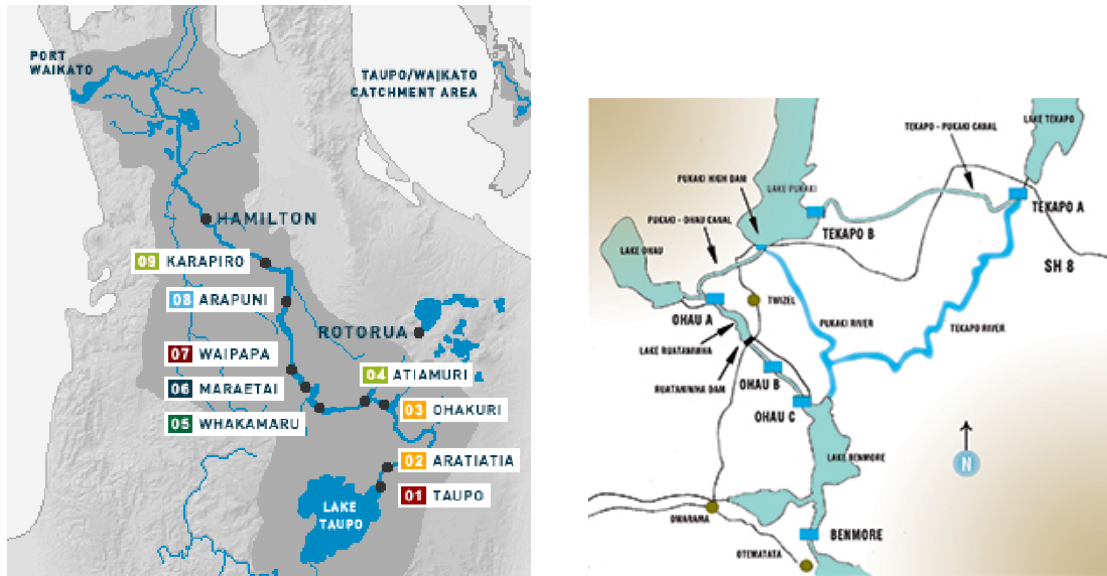 PORT
WAIKATO
TAUPO/WAIKATO
CATCHMENT AREA
HAMILTON
09 KARAPIRO
08 ARAPUNI
ROTORUA
07 WAIPAPA
04 ATIAMURI
06 MARAETAI
03 OHAKURI
05 WHAKAMARU
02 ARATIATIA
01 TAUPO
LAKE
TAUPO
LAKE TEKAPO
TEKAPO - PUKAKI CANAL
PUKAKI HIGH DAM
LAKE PUKAKI
TEKAPO A
PUKAKI - OHAU CANAL
TEKAPO B
LAKE OHAU
SH 8
TWIZEL
OHAU A
PUKAKI RIVER
TEKAPO RIVER
LAKE RUATANIWHA
RUATANIWHA DAM
OHAU B
OHAU C
LAKE BENMORE
N
OMARAMA
BENMORE
OTEMATATA